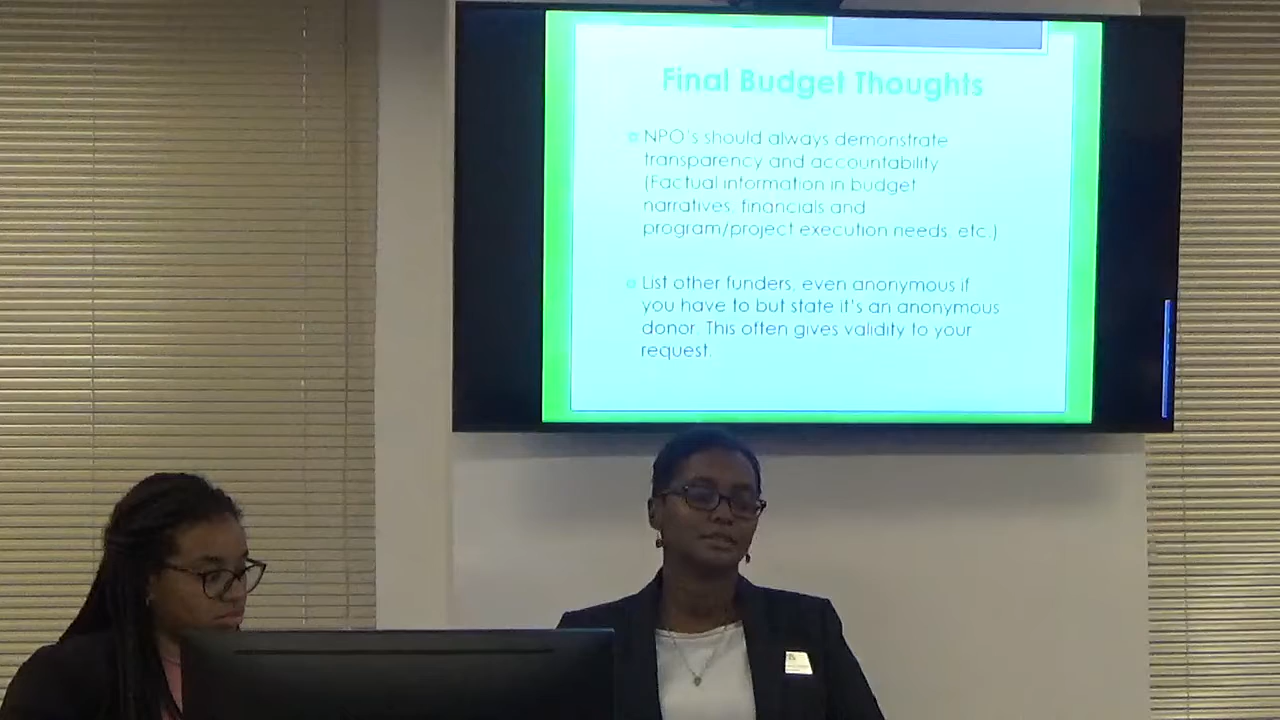 Final Budget Thoughts
NPO's should always demonstrate
transparency and accountability
(Factual information in budget
narratives, financials and
program/project execution needs, etc.)
List other funders, even anonymous if
you have to but state it's an anonymous
donor. This often gives validity to your
request.